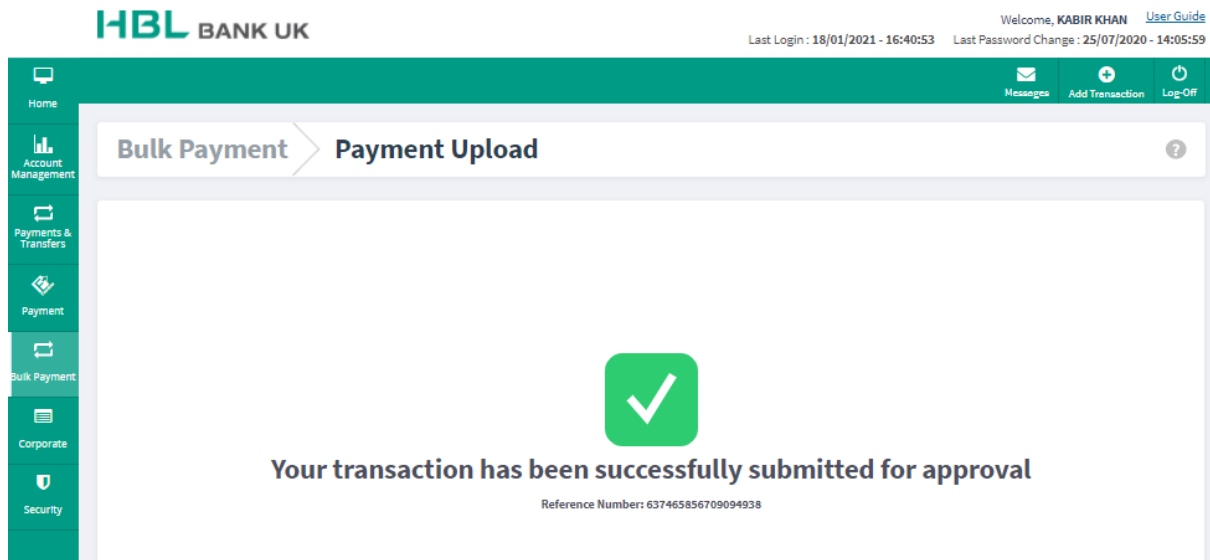 HBL BANK UK
Welcome, KABIR KHAN User Guide
Last Login : 18/01/2021 - 16:40:53 Last Password Change : 25/07/2020 - 14:05:59
Messages Add Transaction Log-Off
Home
Account
Management
Payments &
Transfers
Payment
Bulk Payment
Corporate
Security
Bulk Payment Payment Upload
?
Your transaction has been successfully submitted for approval
Reference Number: 637465856709094938